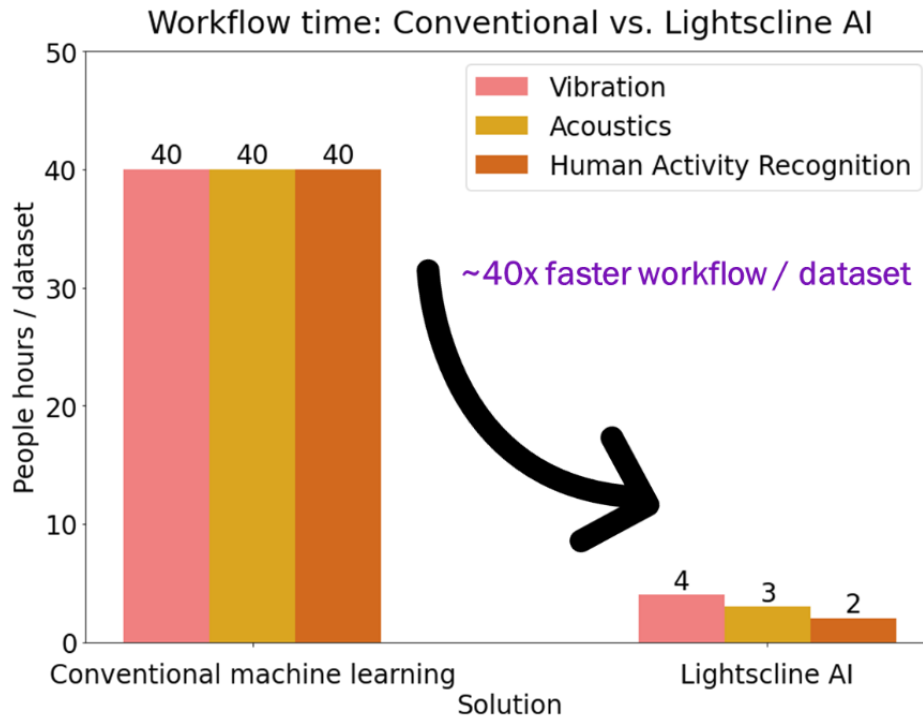 Workflow time: Conventional vs. Lightscline AI
50
40
30
20
10
0
People hours / dataset
Vibration
Acoustics
Human Activity Recognition
40 40 40
~40x faster workflow / dataset
4 3 2
Conventional machine learning Lightscline AI
Solution